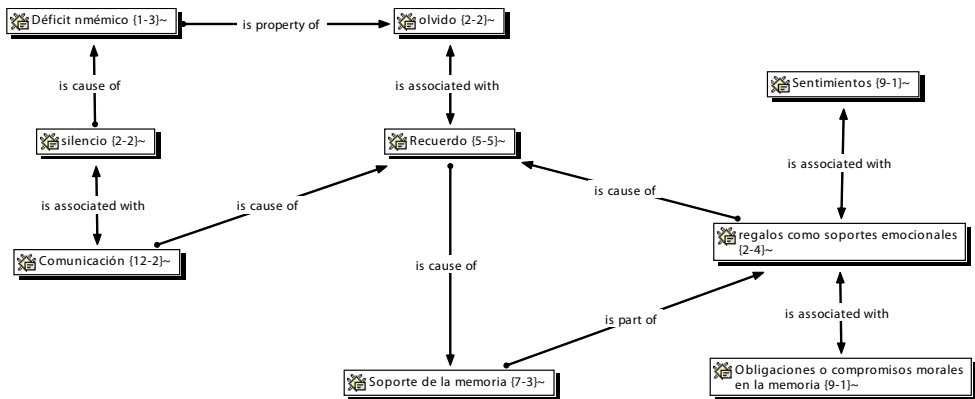 Déficit nmémico {1-3}~
is property of
olvido {2-2}~
is cause of
is associated with
Sentimientos {9-1}~
silencio {2-2}~
Recuerdo {5-5}~
is associated with
is associated with
is cause of
is cause of
regalos como soportes emocionales
{2-4}~
Comunicación {12-2}~
is cause of
is part of
is associated with
Soporte de la memoria {7-3}~
Obligaciones o compromisos morales
en la memoria {9-1}~